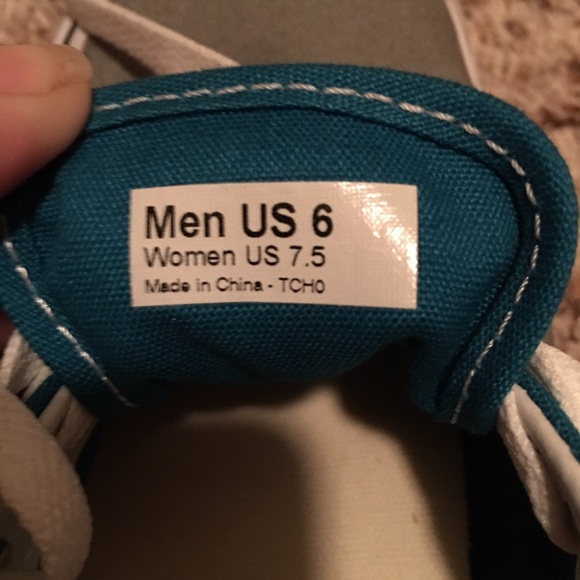 Men US 6
Women US 7.5
Made in China - TCH0